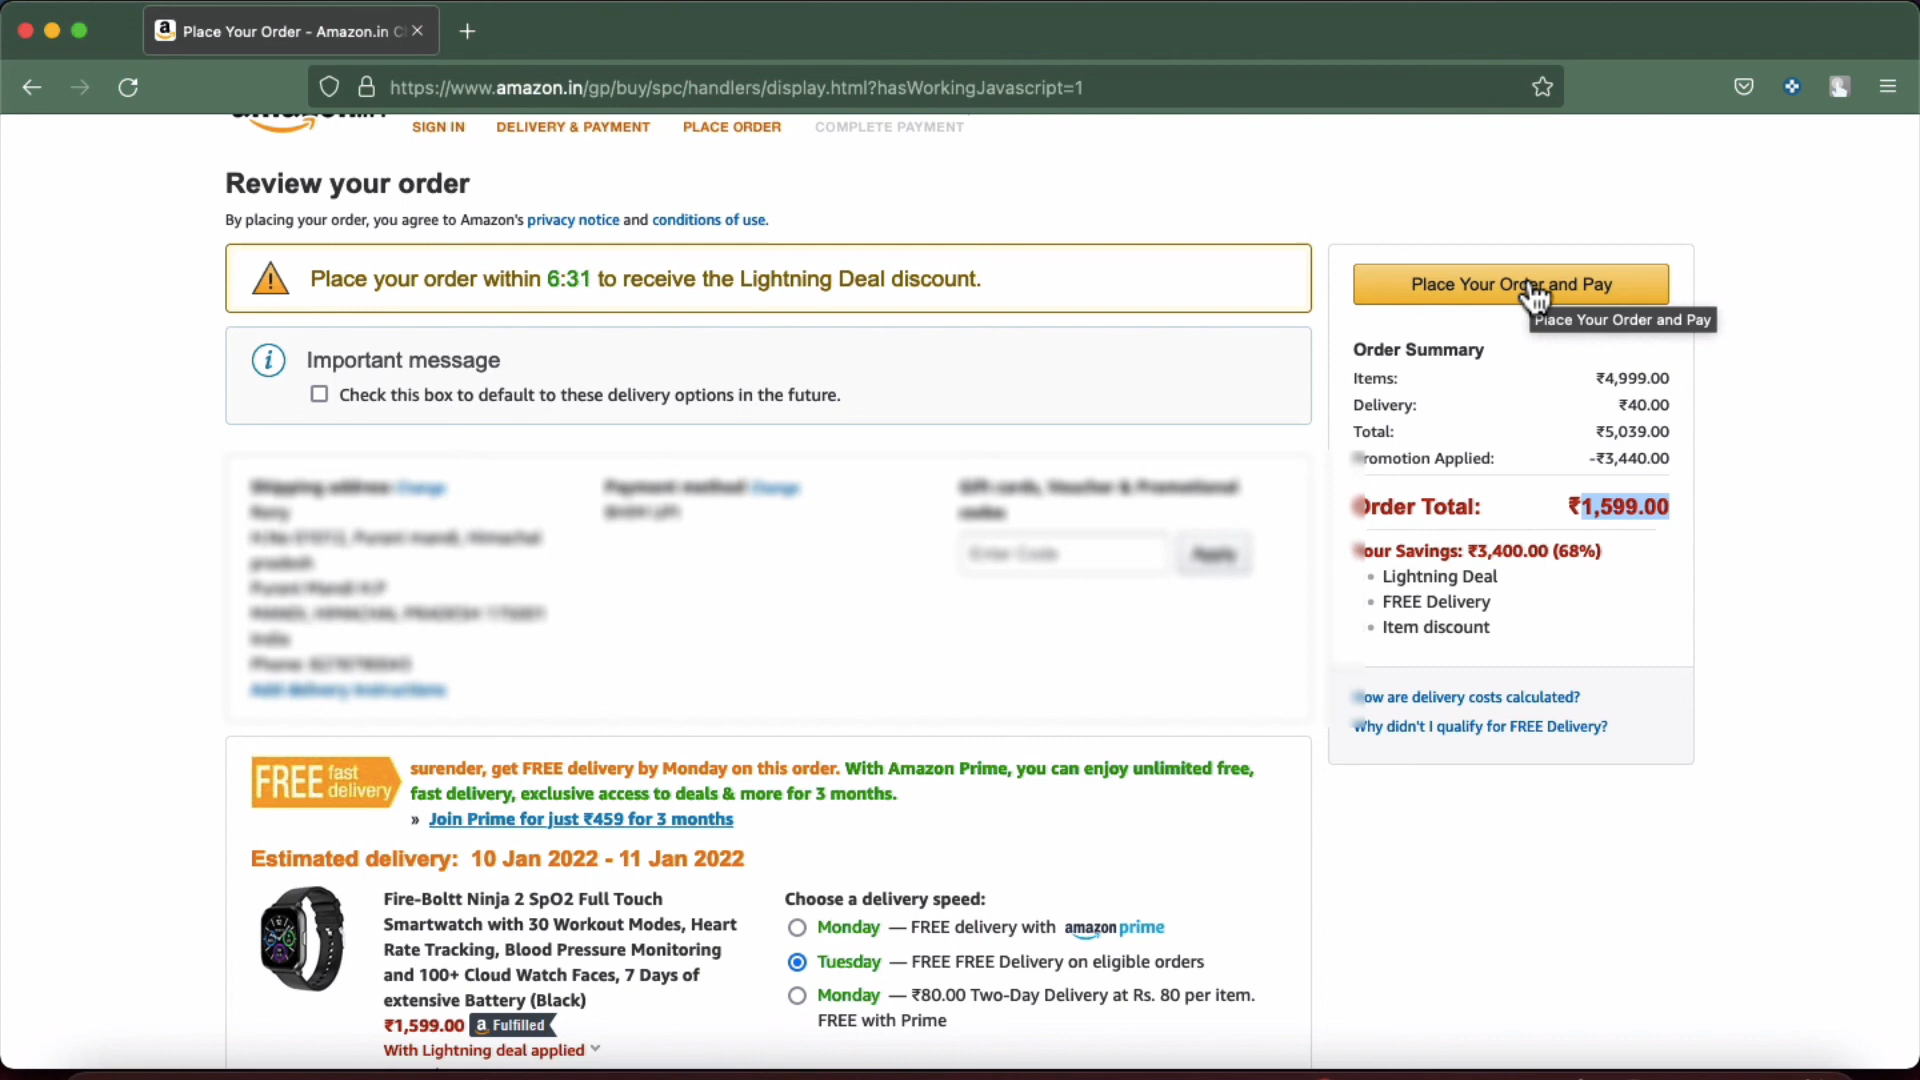 Place Your Order - Amazon.in C
https://www.amazon.in/gp/buy/spc/handlers/display.html?hasWorkingJavascript=1
SIGN IN DELIVERY & PAYMENT PLACE ORDER COMPLETE PAYMENT
Review your order
By placing your order, you agree to Amazon's privacy notice and conditions of use.
Place your order within 6:31 to receive the Lightning Deal discount.
Important message
Check this box to default to these delivery options in the future.
Place Your Order and Pay
Place Your Order and Pay
Order Summary
Items: ₹4,999.00
Delivery: ₹40.00
Total: ₹5,039.00
Promotion Applied: -₹3,440.00
Order Total: ₹1,599.00
Your Savings: ₹3,400.00 (68%)
Lightning Deal
FREE Delivery
Item discount
How are delivery costs calculated?
Why didn't I qualify for FREE Delivery?
FREE fast delivery
surender, get FREE delivery by Monday on this order. With Amazon Prime, you can enjoy unlimited free,
fast delivery, exclusive access to deals & more for 3 months.
» Join Prime for just ₹459 for 3 months
Estimated delivery: 10 Jan 2022 - 11 Jan 2022
Fire-Boltt Ninja 2 SpO2 Full Touch
Smartwatch with 30 Workout Modes, Heart
Rate Tracking, Blood Pressure Monitoring
and 100+ Cloud Watch Faces, 7 Days of
extensive Battery (Black)
₹1,599.00 a Fulfilled
With Lightning deal applied
Choose a delivery speed:
Monday — FREE delivery with amazon prime
Tuesday — FREE FREE Delivery on eligible orders
Monday — ₹80.00 Two-Day Delivery at Rs. 80 per item.
FREE with Prime